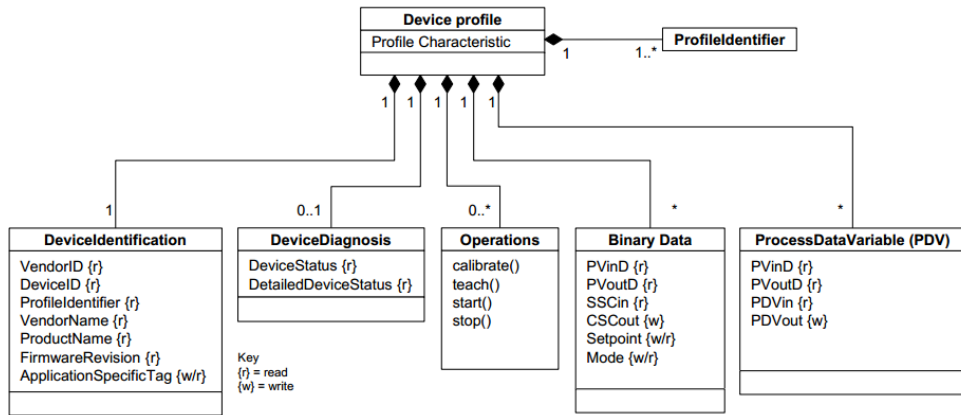 Device profile
Profile Characteristic
ProfileIdentifier
1
1..*
1
1
1
1
1
1
0..1
0..*
*
*
DeviceIdentification
VendorID {r}
DeviceID {r}
ProfileIdentifier {r}
VendorName {r}
ProductName {r}
FirmwareRevision {r}
ApplicationSpecificTag {w/r}
DeviceDiagnosis
DeviceStatus {r}
DetailedDeviceStatus {r}
Key
{r} = read
{w} = write
Operations
calibrate()
teach()
start()
stop()
Binary Data
PVinD {r}
PVoutD {r}
SSCin {r}
CSCout {w}
Setpoint {w/r}
Mode {w/r}
ProcessDataVariable (PDV)
PVinD {r}
PVoutD {r}
PDVin {r}
PDVout {w}